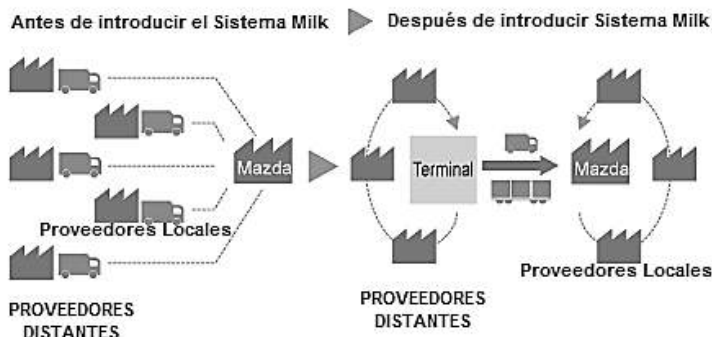 Antes de introducir el Sistema Milk
Después de introducir Sistema Milk
Mazda
Proveedores Locales
PROVEEDORES
DISTANTES
Terminal
Mazda
Proveedores Locales
PROVEEDORES
DISTANTES